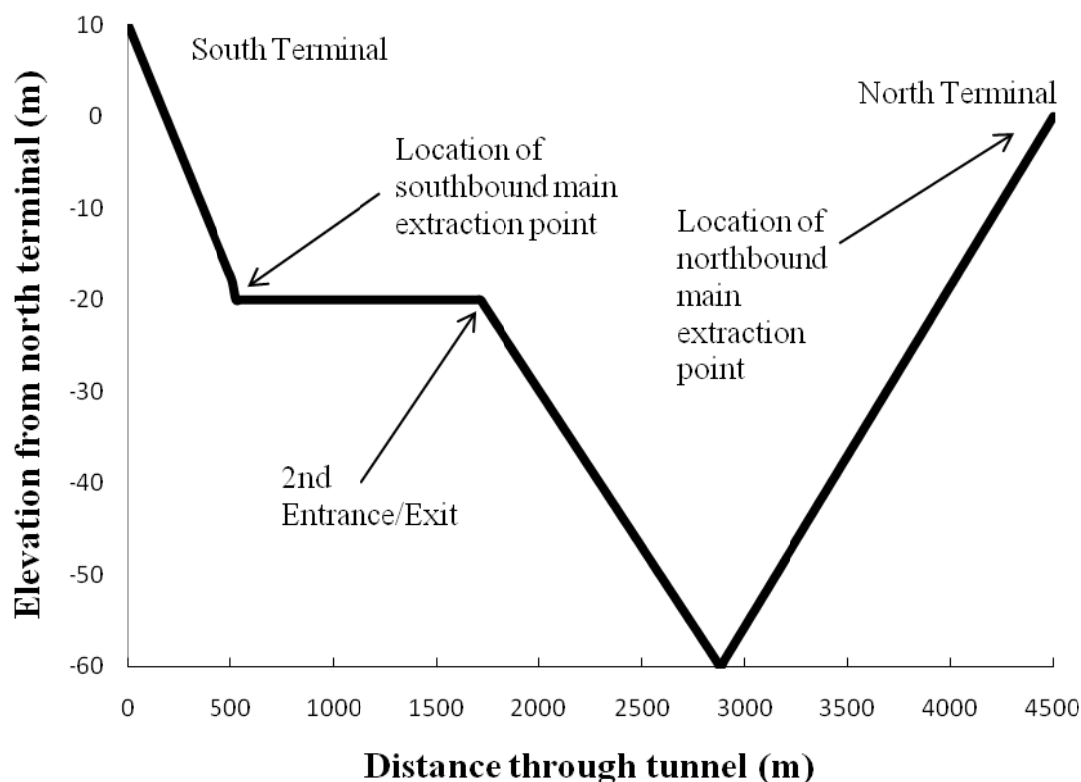 10
0
-10
-20
-30
-40
-50
-60
Elevation from north terminal (m)
South Terminal
North Terminal
Location of
southbound main
extraction point
Location of
northbound
main
extraction
point
2nd
Entrance/Exit
0 500 1000 1500 2000 2500 3000 3500 4000 4500
Distance through tunnel (m)